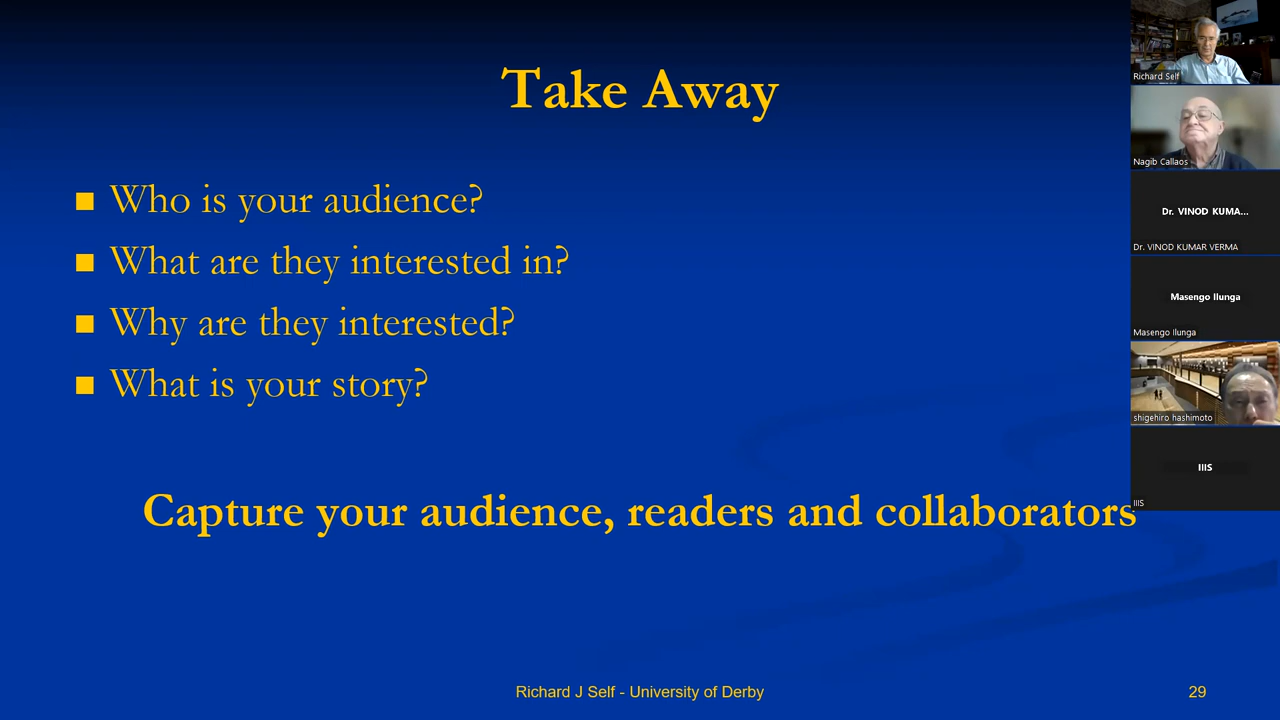 Take Away
Who is your audience?
What are they interested in?
Why are they interested?
What is your story?
Capture your audience, readers and collaborators
Richard J Self - University of Derby
29
Richard Self
Nagib Callaos
Dr. VINOD KUMA...
Dr. VINOD KUMAR VERMA
Masengo Ilunga
Masengo Ilunga
shigehiro hashimoto
IIIS
IIIS